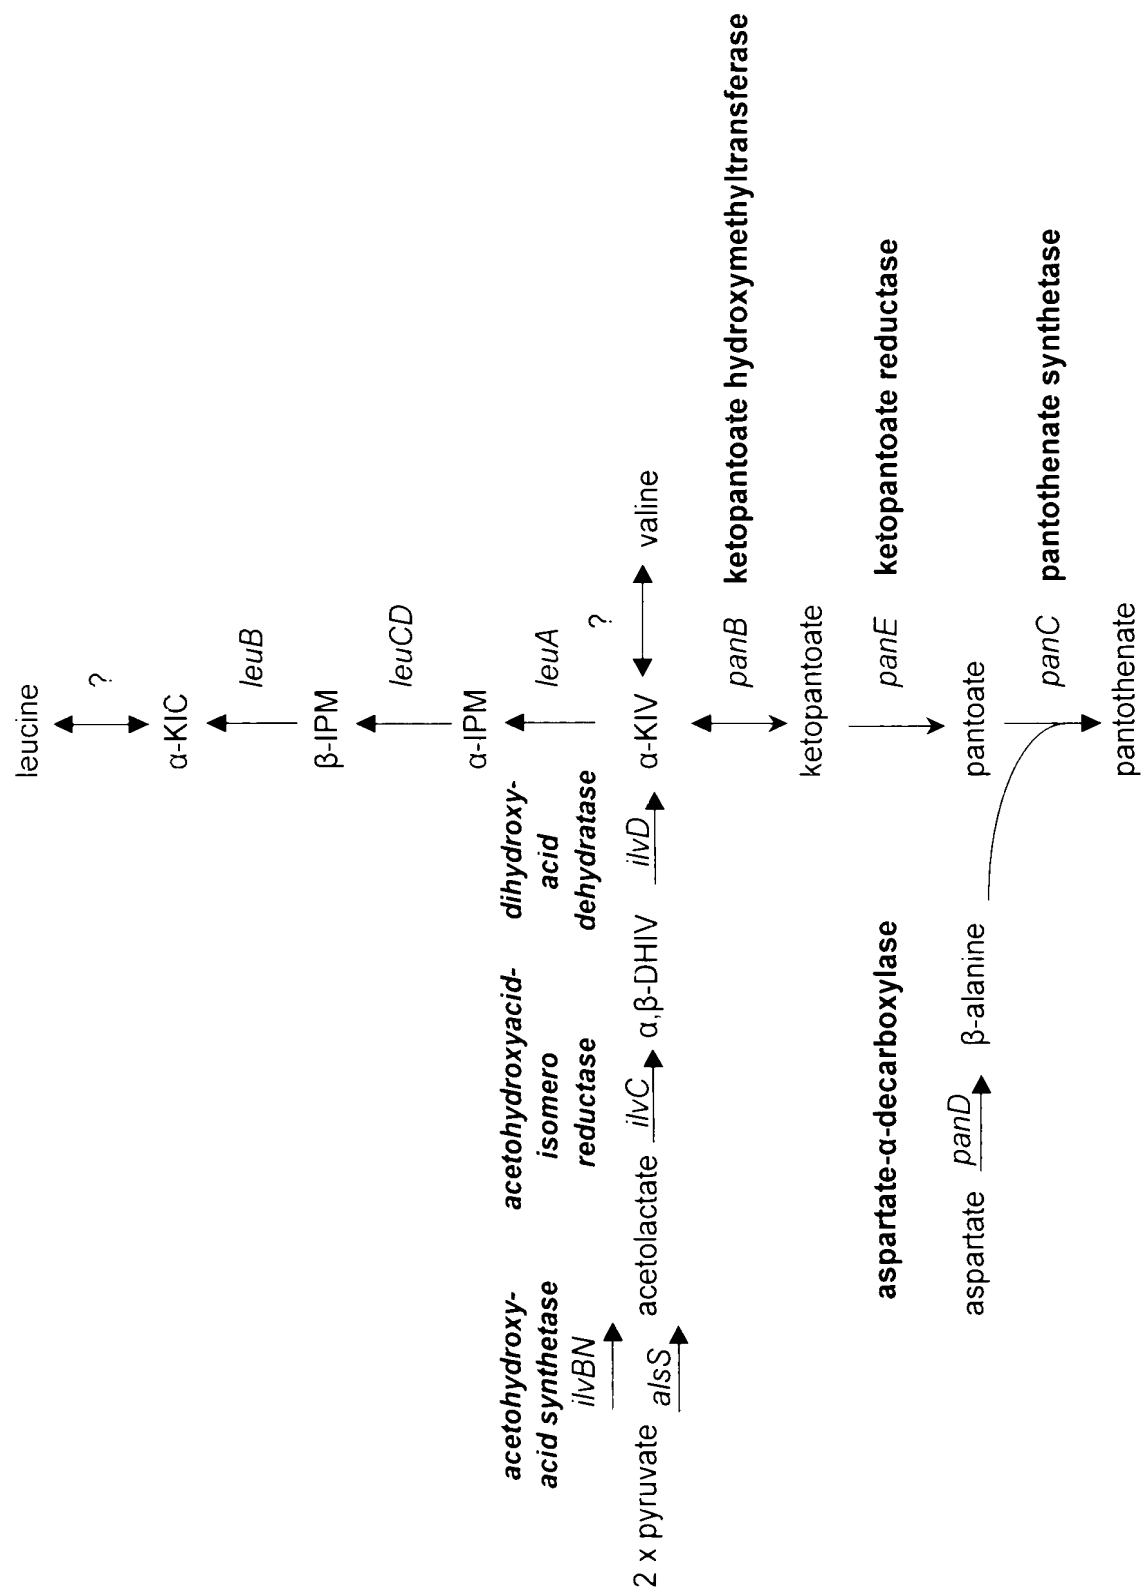 leucine
?
α-KIC
leuB
β-IPM
leuCD
α-IPM
leuA
acetohydroxy-
acid synthetase
ilvBN
acetohydroxyacid-
isomero
reductase
dihydroxy-
acid
dehydratase
2 x pyruvate
alsS
acetolactate
ilvC
α,β-DHIV
ilvD
α-KIV
?
valine
panB
ketopantoate hydroxymethyltransferase
ketopantoate
panE
ketopantoate reductase
aspartate-α-decarboxylase
aspartate
panD
β-alanine
pantoate
panC
pantothenate synthetase
pantothenate